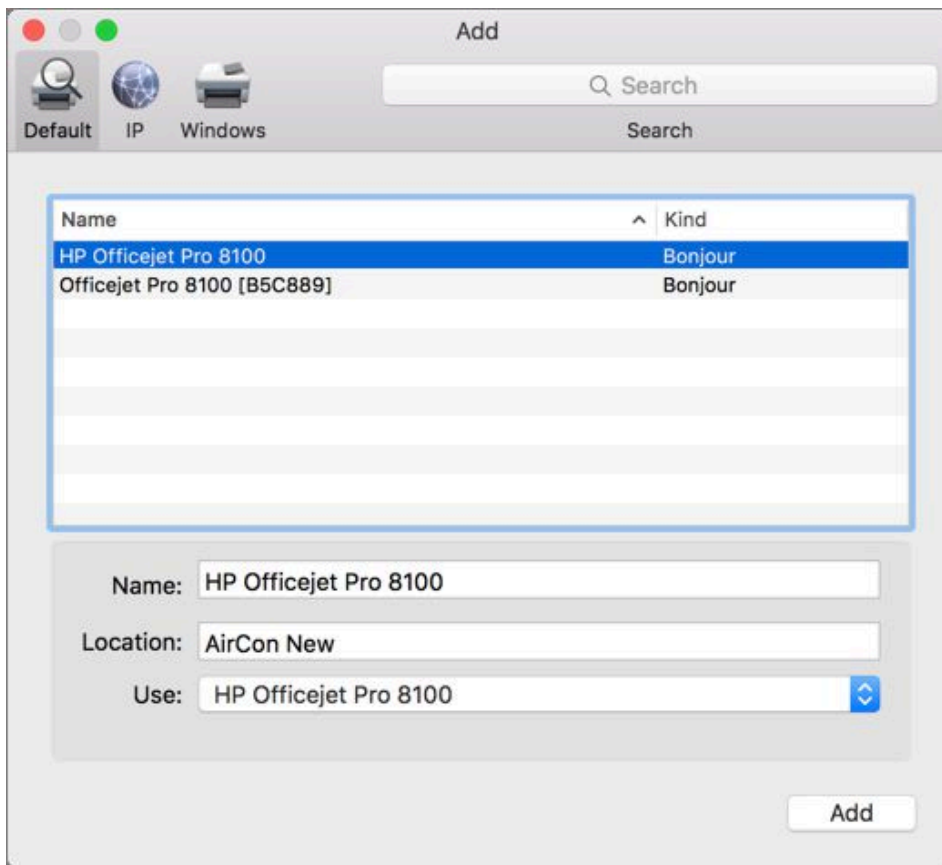 Add
Search
Default IP Windows Search
Name Kind
HP Officejet Pro 8100 Bonjour
Officejet Pro 8100 [B5C889] Bonjour
Name: HP Officejet Pro 8100
Location: AirCon New
Use: HP Officejet Pro 8100
Add